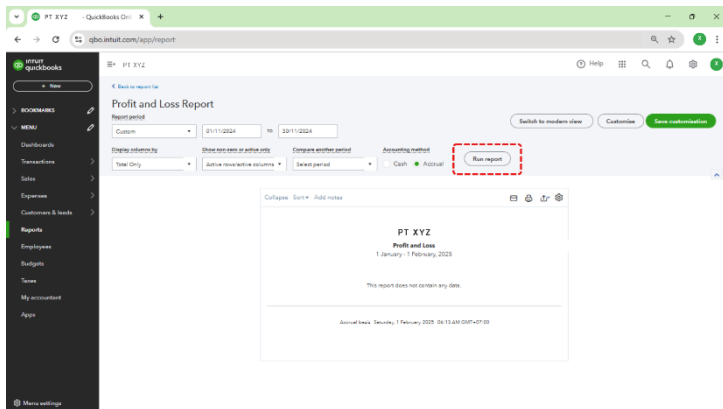 PT XYZ - QuickBooks Onl
qbo.intuit.com/app/report
X
INTUIT
quickbooks
PT XYZ
Help
X
+ New
BOOKMARKS
MENU
Dashboards
Transactions
Sales
Expenses
Customers & leads
Reports
Employees
Budgets
Taxes
My accountant
Apps
Menu settings
Back to report list
Profit and Loss Report
Report period
Custom 01/11/2024 to 30/11/2024
Switch to modern view Customise Save customisation
Display columns by Show non-zero or active only Compare another period Accounting method
Total Only Active rows/active columns Select period Cash Accrual Run report
Collapse Sort Add notes
PT XYZ
Profit and Loss
1 January - 1 February, 2025
This report does not contain any data.
Accrual basis Saturday, 1 February 2025 06:13 AM GMT+07:00